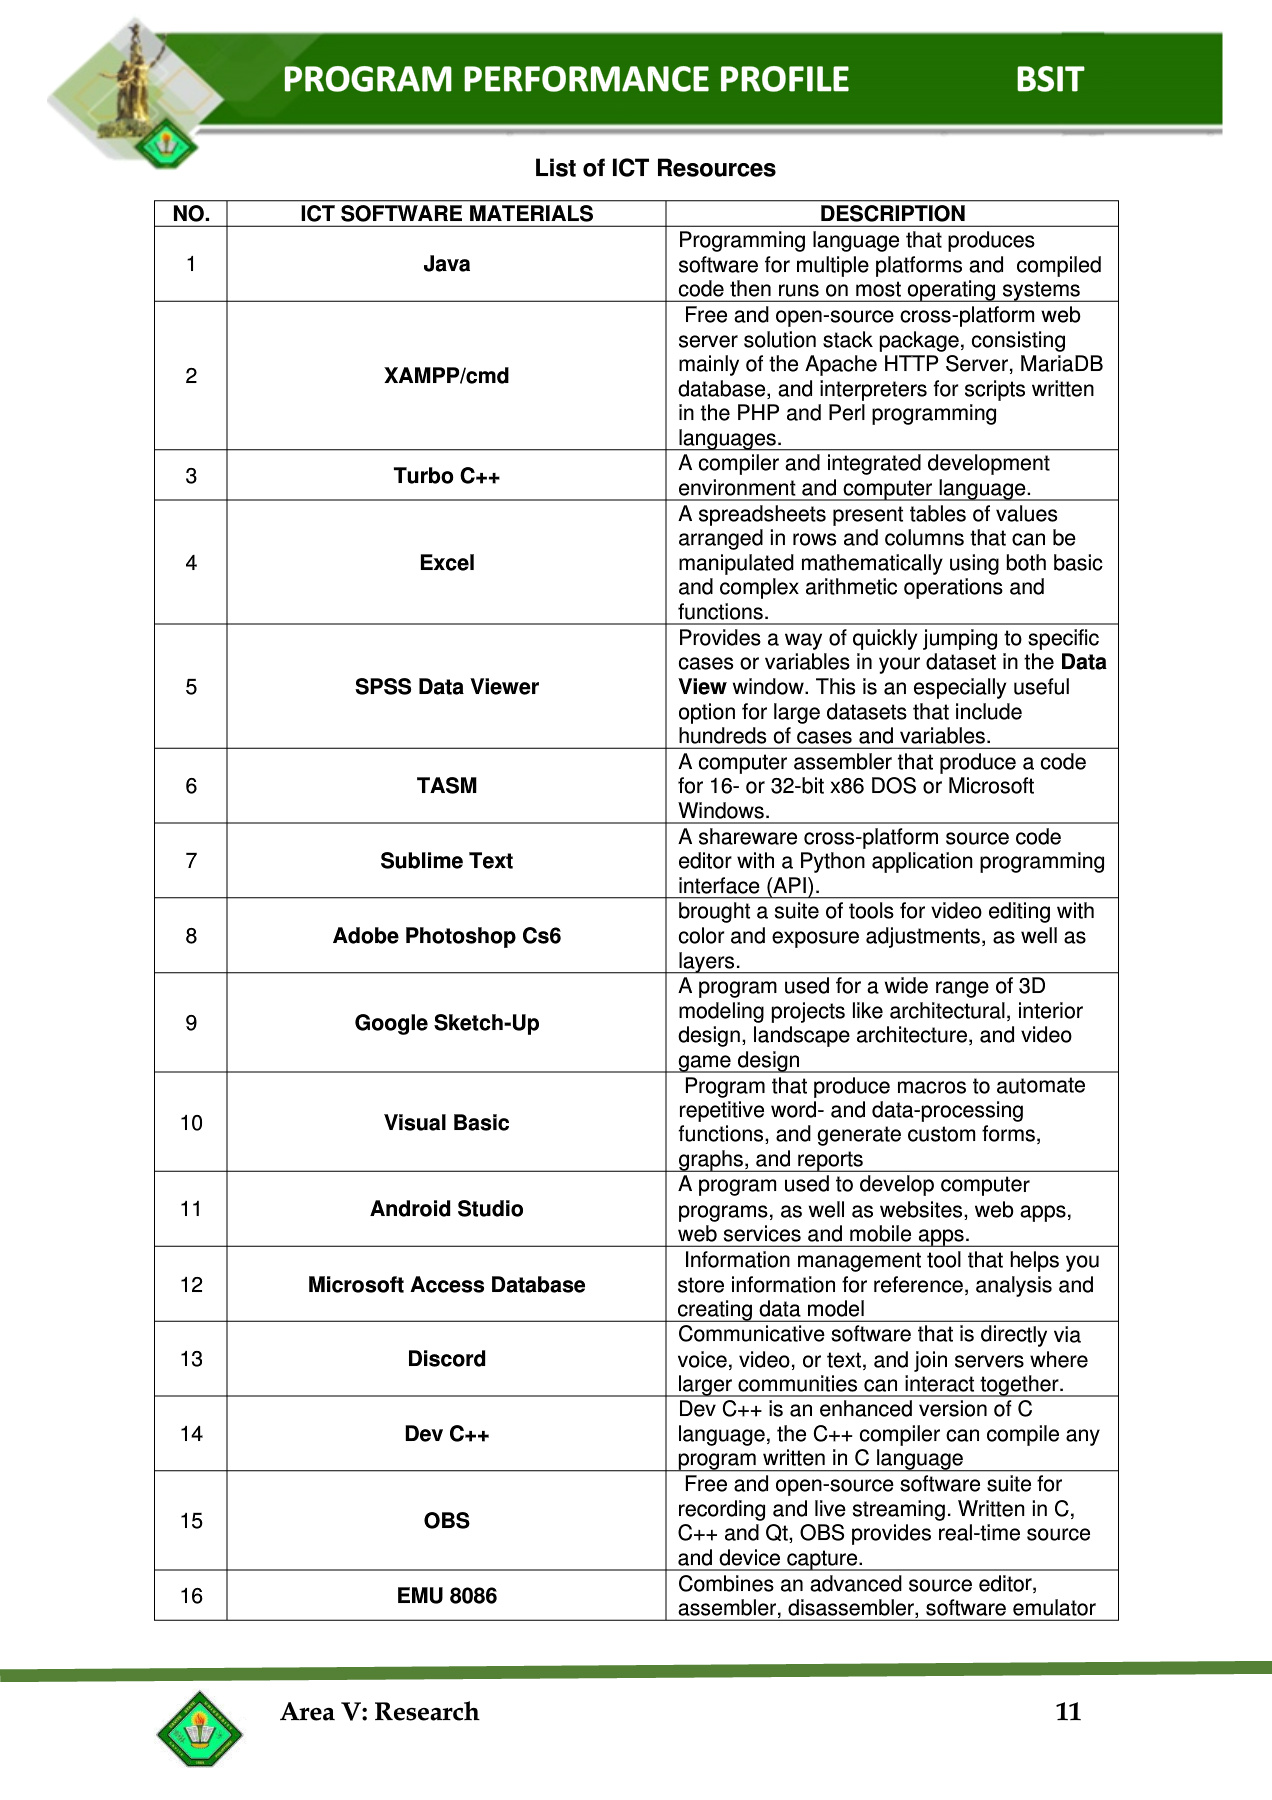 PROGRAM PERFORMANCE PROFILE BSIT
List of ICT Resources
NO. ICT SOFTWARE MATERIALS DESCRIPTION
1 Java Programming language that produces
software for multiple platforms and compiled
code then runs on most operating systems
2 XAMPP/cmd Free and open-source cross-platform web
server solution stack package, consisting
mainly of the Apache HTTP Server, MariaDB
database, and interpreters for scripts written
in the PHP and Perl programming
languages.
3 Turbo C++ A compiler and integrated development
environment and computer language.
4 Excel A spreadsheets present tables of values
arranged in rows and columns that can be
manipulated mathematically using both basic
and complex arithmetic operations and
functions.
5 SPSS Data Viewer Provides a way of quickly jumping to specific
cases or variables in your dataset in the Data
View window. This is an especially useful
option for large datasets that include
hundreds of cases and variables.
6 TASM A computer assembler that produce a code
for 16- or 32-bit x86 DOS or Microsoft
Windows.
7 Sublime Text A shareware cross-platform source code
editor with a Python application programming
interface (API).
8 Adobe Photoshop Cs6 brought a suite of tools for video editing with
color and exposure adjustments, as well as
layers.
9 Google Sketch-Up A program used for a wide range of 3D
modeling projects like architectural, interior
design, landscape architecture, and video
game design
10 Visual Basic Program that produce macros to automate
repetitive word- and data-processing
functions, and generate custom forms,
graphs, and reports
11 Android Studio A program used to develop computer
programs, as well as websites, web apps,
web services and mobile apps.
12 Microsoft Access Database Information management tool that helps you
store information for reference, analysis and
creating data model
13 Discord Communicative software that is directly via
voice, video, or text, and join servers where
larger communities can interact together.
14 Dev C++ Dev C++ is an enhanced version of C
language, the C++ compiler can compile any
program written in C language
15 OBS Free and open-source software suite for
recording and live streaming. Written in C,
C++ and Qt, OBS provides real-time source
and device capture.
16 EMU 8086 Combines an advanced source editor,
assembler, disassembler, software emulator
Area V: Research 11